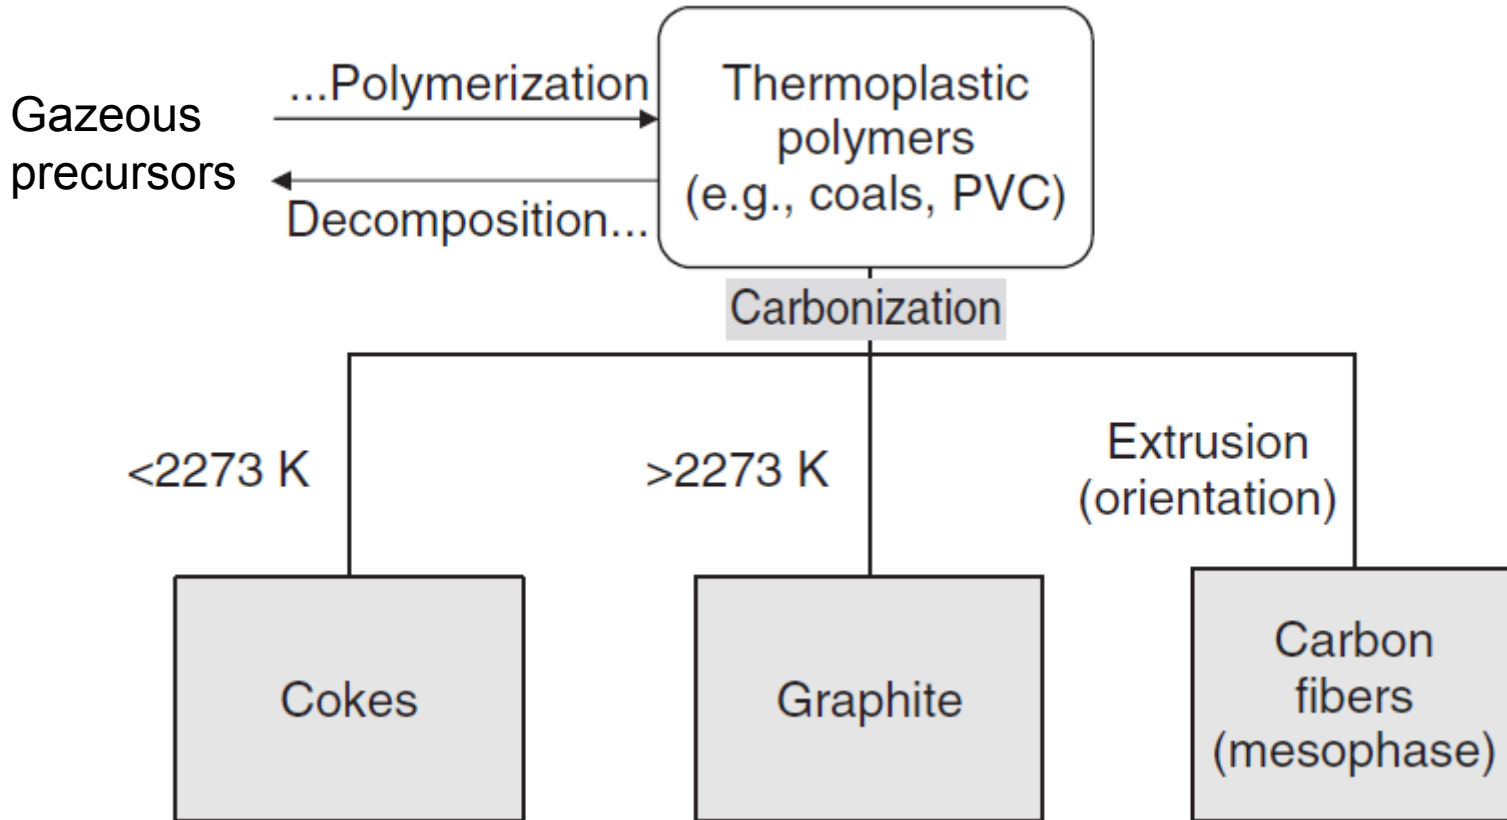 ...Polymerization
Gazeous
precursors
Decomposition...
Thermoplastic
polymers
(e.g., coals, PVC)
Carbonization
<2273 K
>2273 K
Extrusion
(orientation)
Cokes
Graphite
Carbon
fibers
(mesophase)